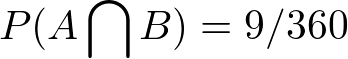 P(A⋂B) = 9/360